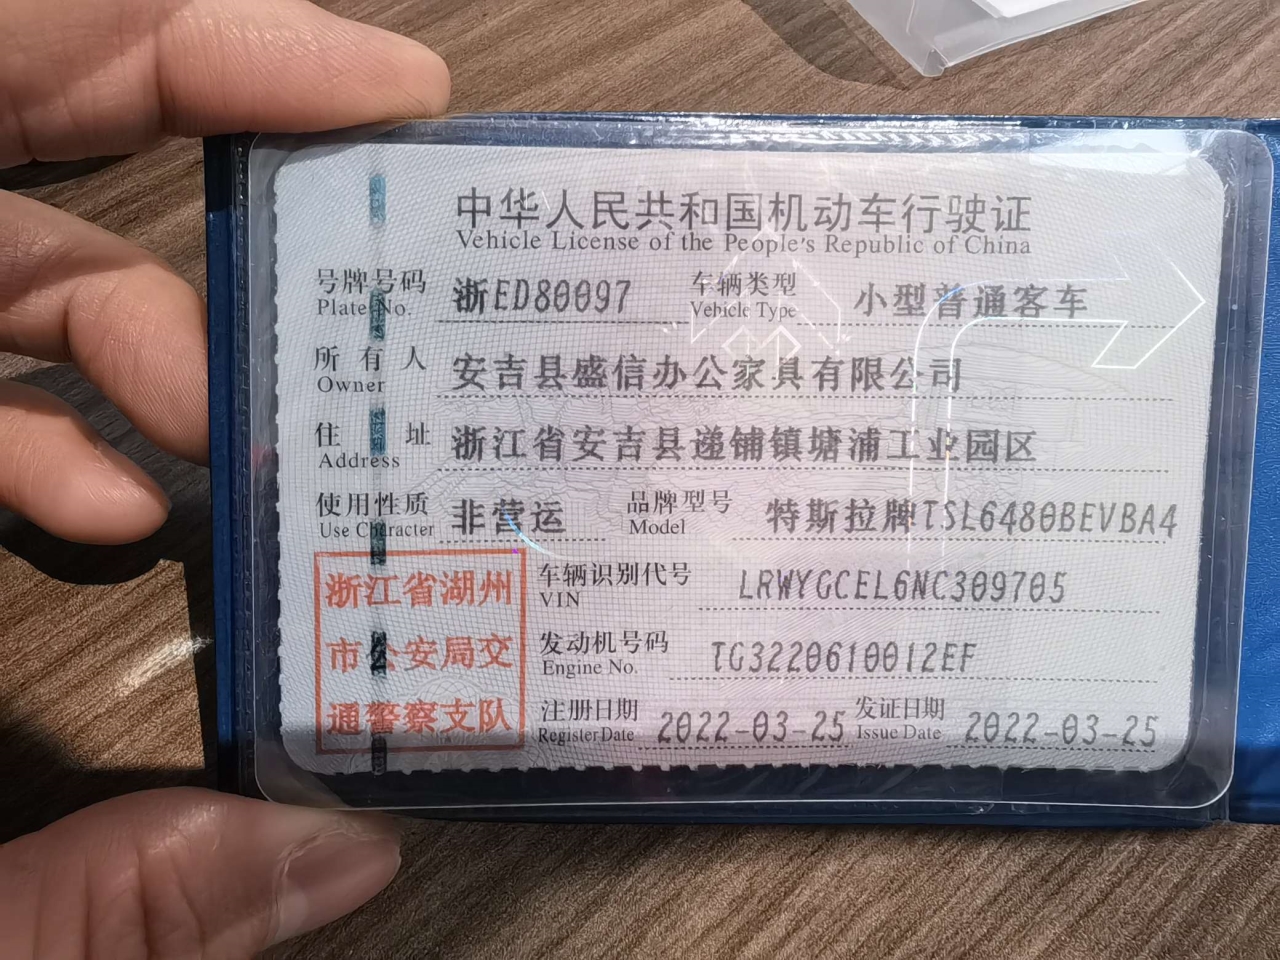 中华人民共和国机动车行驶证
Vehicle License of the People's Republic of China
号牌号码 浙ED80097 车辆类型 小型普通客车
Plate No. Vehicle Type
所有人 安吉县盛信办公家具有限公司
Owner
住址 浙江省安吉县递铺镇塘浦工业园区
Address
使用性质 非营运 品牌型号 特斯拉牌TSL6480BEVBA4
Use Character Model
浙江省湖州
市公安局交
通警察支队
车辆识别代号 LRWYGCEL6NC309705
VIN
发动机号码 TG3220610012EF
Engine No.
注册日期 2022-03-25 发证日期 2022-03-25
Register Date Issue Date